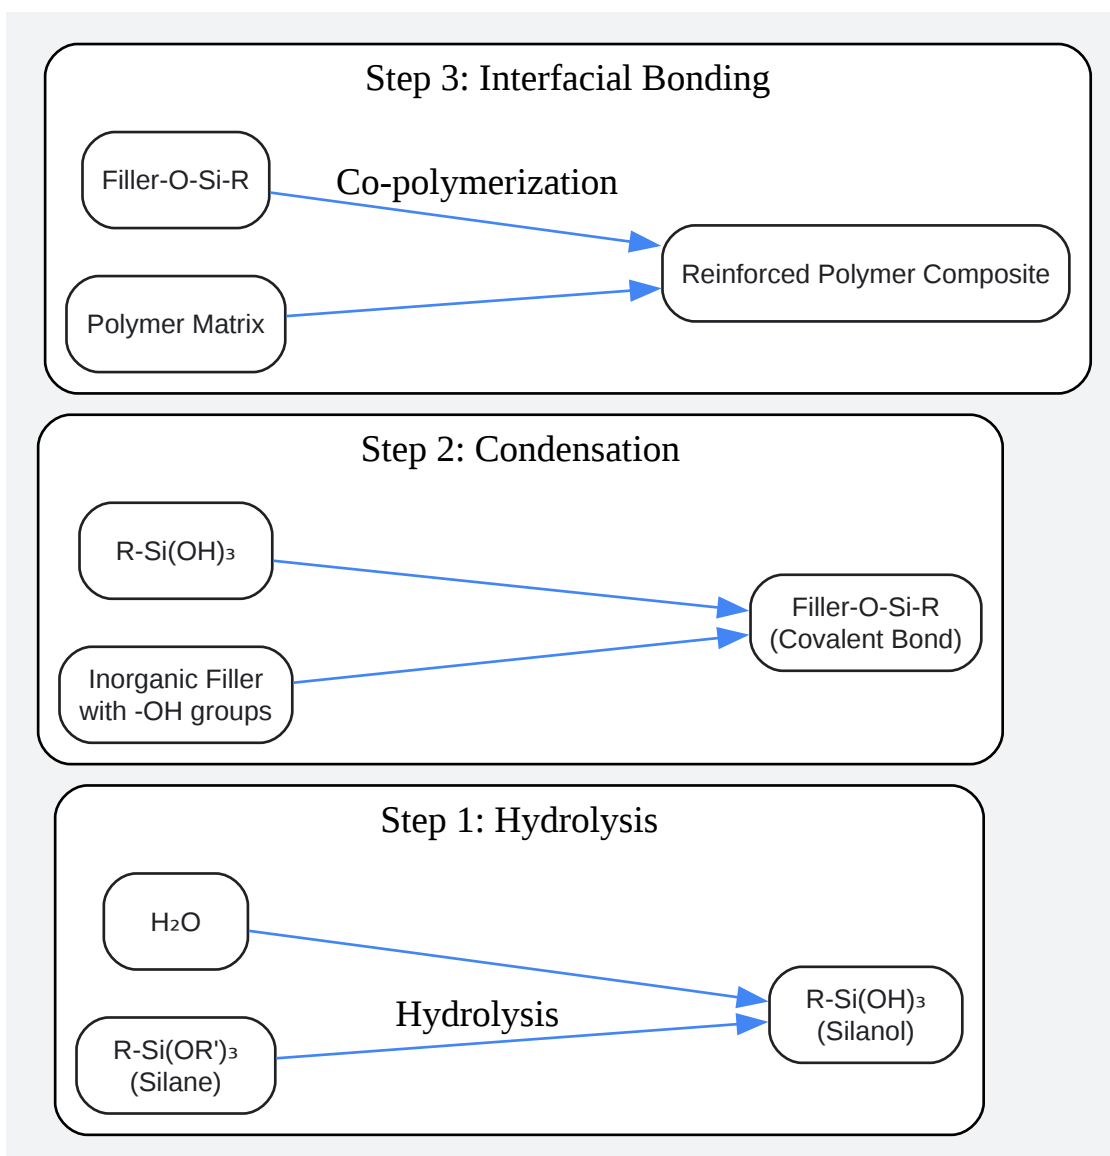 Step 3: Interfacial Bonding
Filler-O-Si-R
Co-polymerization
Reinforced Polymer Composite
Polymer Matrix
Step 2: Condensation
R-Si(OH)₃
Filler-O-Si-R
(Covalent Bond)
Inorganic Filler
with -OH groups
Step 1: Hydrolysis
H₂O
Hydrolysis
R-Si(OH)₃
(Silanol)
R-Si(OR')₃
(Silane)